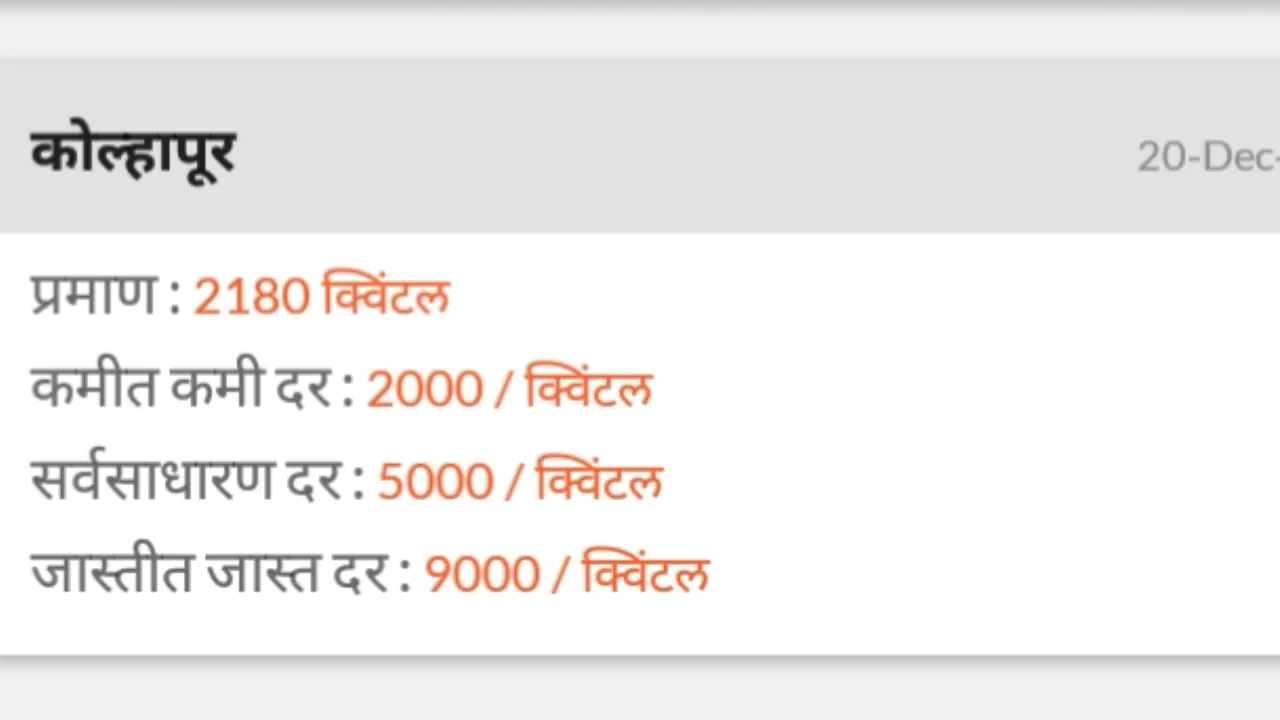 कोल्हापूर 20-Dec-
प्रमाण : 2180 क्विंटल
कमीत कमी दर : 2000 / क्विंटल
सर्वसाधारण दर : 5000 / क्विंटल
जास्तीत जास्त दर : 9000 / क्विंटल